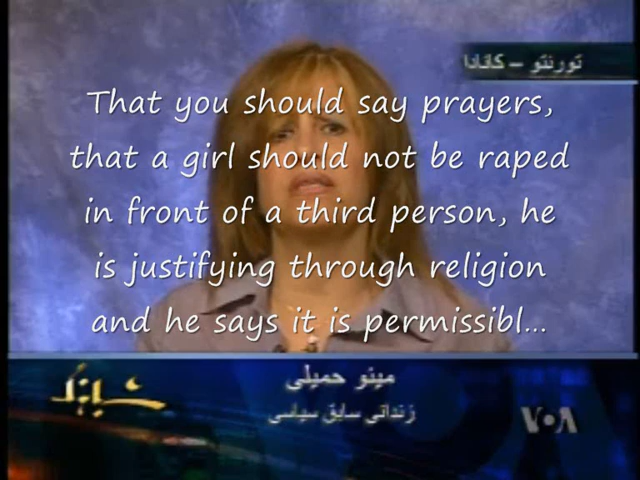 تورنتو – کانادا
That you should say prayers,
that a girl should not be raped
in front of a third person, he
is justifying through religion
and he says it is permissibl...
مینو حمیلی
زندانی سابق سیاسی
VOA